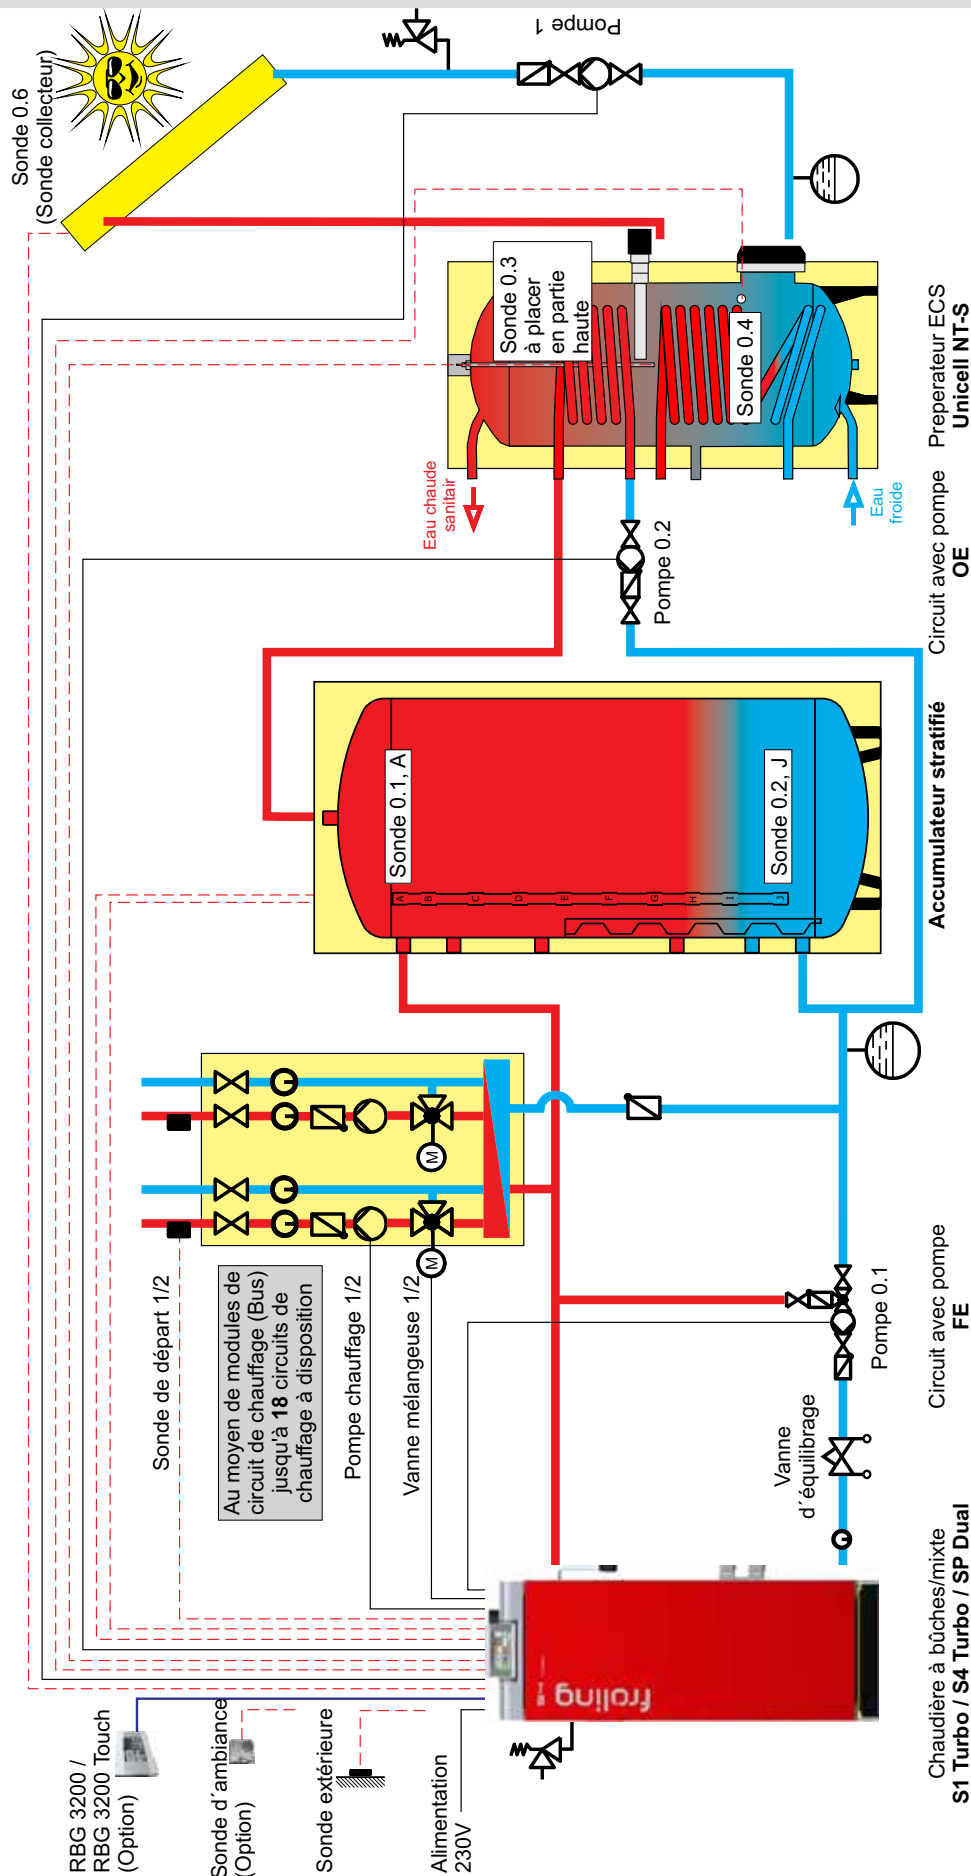 RBG 3200 /
RBG 3200 Touch
(Option)
Sonde d´ambiance
(Option)
Sonde extérieure
Alimentation
230V
Sonde de départ 1/2
Au moyen de modules de
circuit de chauffage (Bus)
jusqu'à 18 circuits de
chauffage à disposition
Pompe chauffage 1/2
Vanne mélangeuse 1/2
M
M
Vanne
d´équilibrage
Pompe 0.1
froling
Chaudière à bûches/mixte
S1 Turbo / S4 Turbo / SP Dual
Circuit avec pompe
FE
Sonde 0.1, A
A
B
C
D
E
F
G
H
I
J
Sonde 0.2, J
Accumulateur stratifié
Pompe 0.2
Circuit avec pompe
OE
Eau chaude
sanitair
Eau
froide
Sonde 0.3
à placer
en partie
haute
Sonde 0.4
Preperateur ECS
Unicell NT-S
Sonde 0.6
(Sonde collecteur)
Pompe 1